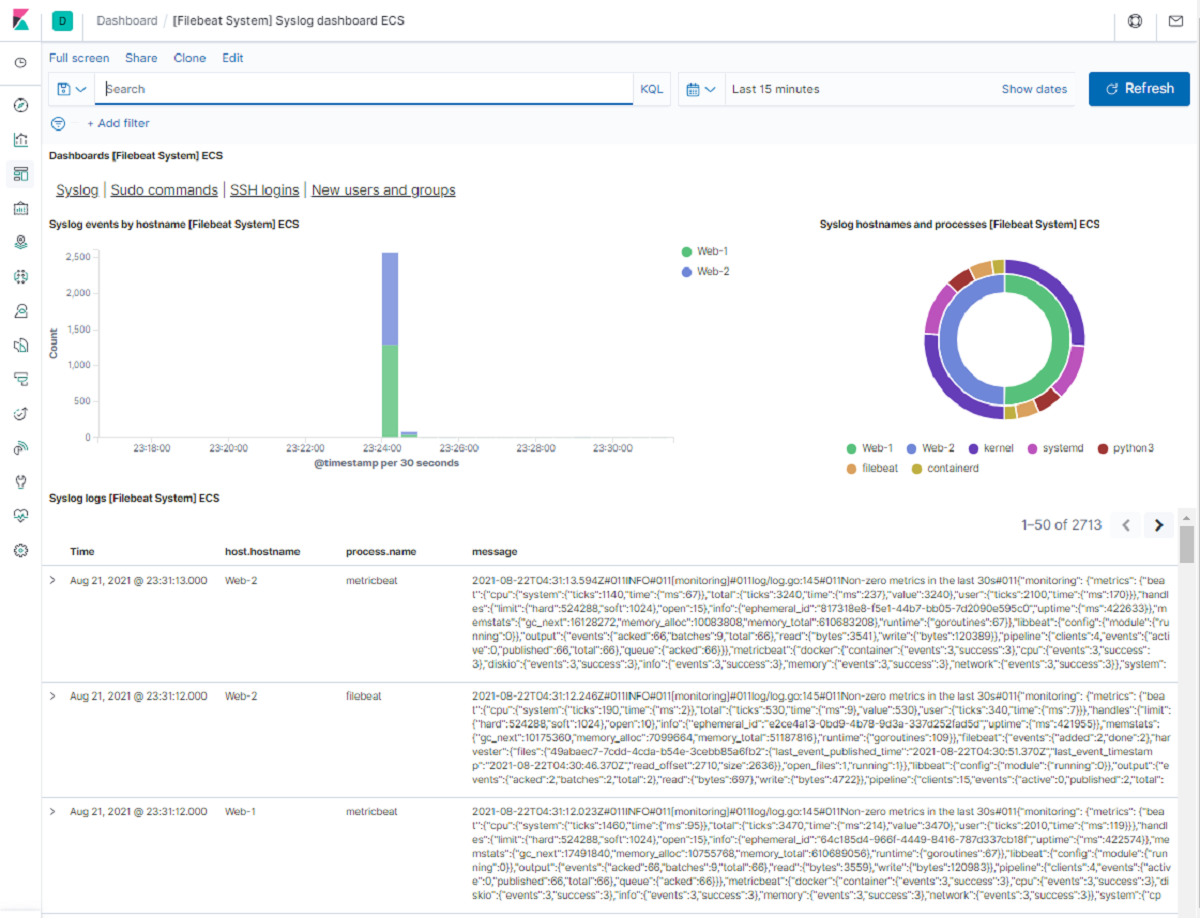 D Dashboard / [Filebeat System] Syslog dashboard ECS
Full screen Share Clone Edit
Search KQL Last 15 minutes Show dates Refresh
+ Add filter
Dashboards [Filebeat System] ECS
Syslog | Sudo commands | SSH logins | New users and groups
Syslog events by hostname [Filebeat System] ECS
2,500
2,000
1,500
1,000
500
0
Count
23:18:00 23:20:00 23:22:00 23:24:00 23:26:00 23:28:00 23:30:00
@timestamp per 30 seconds
Web-1
Web-2
Syslog hostnames and processes [Filebeat System] ECS
Web-1 Web-2 kernel systemd python3
filebeat containerd
Syslog logs [Filebeat System] ECS
1–50 of 2713
Time host.hostname process.name message
Aug 21, 2021 @ 23:31:13.000 Web-2 metricbeat 2021-08-22T04:31:13.594Z#011INFO#011[monitoring]#011log/log.go:145#011Non-zero metrics in the last 30s#011{"monitoring": {"metrics": {"bea
t":{"cpu":{"system":{"ticks":1140,"time":{"ms":67}},"total":{"ticks":3240,"time":{"ms":237},"value":3240},"user":{"ticks":2100,"time":{"ms":170}}},"handl
es":{"limit":{"hard":524288,"soft":1024},"open":15},"info":{"ephemeral_id":"817318e8-f5e1-44b7-bb05-7d2090e595c0","uptime":{"ms":422633}},"m
emstats":{"gc_next":16128272,"memory_alloc":10083808,"memory_total":610683208},"runtime":{"goroutines":67}},"libbeat":{"config":{"module":{"ru
nning":0}},"output":{"events":{"acked":66,"batches":9,"total":66},"read":{"bytes":3541},"write":{"bytes":120389}},"pipeline":{"clients":4,"events":{"acti
ve":0,"published":66,"total":66},"queue":{"acked":66}}},"metricbeat":{"docker":{"container":{"events":3,"success":3},"cpu":{"events":3,"success":
3},"diskio":{"events":3,"success":3},"info":{"events":3,"success":3},"memory":{"events":3,"success":3},"network":{"events":3,"success":3}},"system":
Aug 21, 2021 @ 23:31:12.000 Web-2 filebeat 2021-08-22T04:31:12.246Z#011INFO#011[monitoring]#011log/log.go:145#011Non-zero metrics in the last 30s#011{"monitoring": {"metrics": {"bea
t":{"cpu":{"system":{"ticks":190,"time":{"ms":2}},"total":{"ticks":530,"time":{"ms":9},"value":530},"user":{"ticks":340,"time":{"ms":7}}},"handles":{"limit":
{"hard":524288,"soft":1024},"open":10},"info":{"ephemeral_id":"e2ce4a13-0bd9-4b78-9d3a-337d252fad5d","uptime":{"ms":421955}},"memstats":
{"gc_next":10175360,"memory_alloc":7099664,"memory_total":51187816},"runtime":{"goroutines":109}},"filebeat":{"events":{"added":2,"done":2},"har
vester":{"files":{"49abaec7-7cdd-4cda-b54e-3cebb85a6fb2":{"last_event_published_time":"2021-08-22T04:30:51.370Z","last_event_timestam
p":"2021-08-22T04:30:46.370Z","read_offset":2710,"size":2636}},"open_files":1,"running":1}},"libbeat":{"config":{"module":{"running":0}},"output":{"e
vents":{"acked":2,"batches":2,"total":2},"read":{"bytes":697},"write":{"bytes":4722}},"pipeline":{"clients":15,"events":{"active":0,"published":2,"total":
Aug 21, 2021 @ 23:31:12.000 Web-1 metricbeat 2021-08-22T04:31:12.023Z#011INFO#011[monitoring]#011log/log.go:145#011Non-zero metrics in the last 30s#011{"monitoring": {"metrics": {"bea
t":{"cpu":{"system":{"ticks":1460,"time":{"ms":95}},"total":{"ticks":3470,"time":{"ms":214},"value":3470},"user":{"ticks":2010,"time":{"ms":119}}},"handl
es":{"limit":{"hard":524288,"soft":1024},"open":15},"info":{"ephemeral_id":"64c185d4-966f-4449-8416-787d337cb18f","uptime":{"ms":422574}},"me
mstats":{"gc_next":17491840,"memory_alloc":10755768,"memory_total":610689056},"runtime":{"goroutines":67}},"libbeat":{"config":{"module":{"run
ning":0}},"output":{"events":{"acked":66,"batches":9,"total":66},"read":{"bytes":3559},"write":{"bytes":120983}},"pipeline":{"clients":4,"events":{"activ
e":0,"published":66,"total":66},"queue":{"acked":66}}},"metricbeat":{"docker":{"container":{"events":3,"success":3},"cpu":{"events":3,"success":3},"di
skio":{"events":3,"success":3},"info":{"events":3,"success":3},"memory":{"events":3,"success":3},"network":{"events":3,"success":3}},"system":{"cp